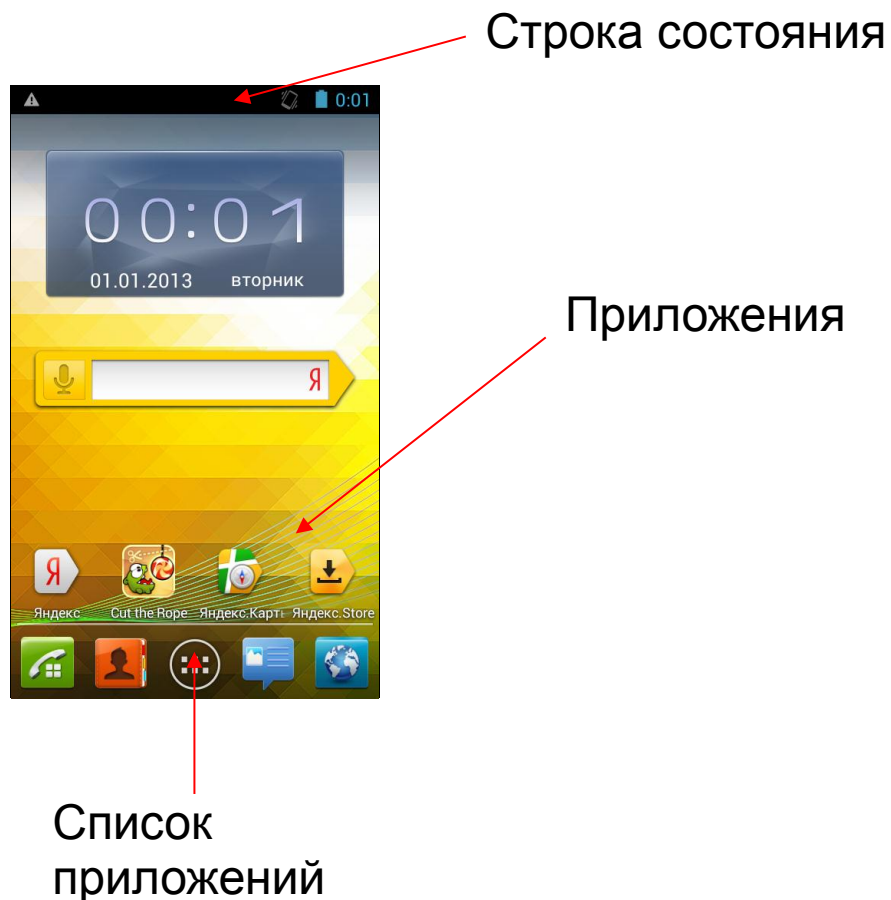 Строка состояния
0:01
00:01
01.01.2013 вторник
Приложения
Я
Я
Яндекс Cut the Rope Яндекс.Карт Яндекс.Store
Список
приложений